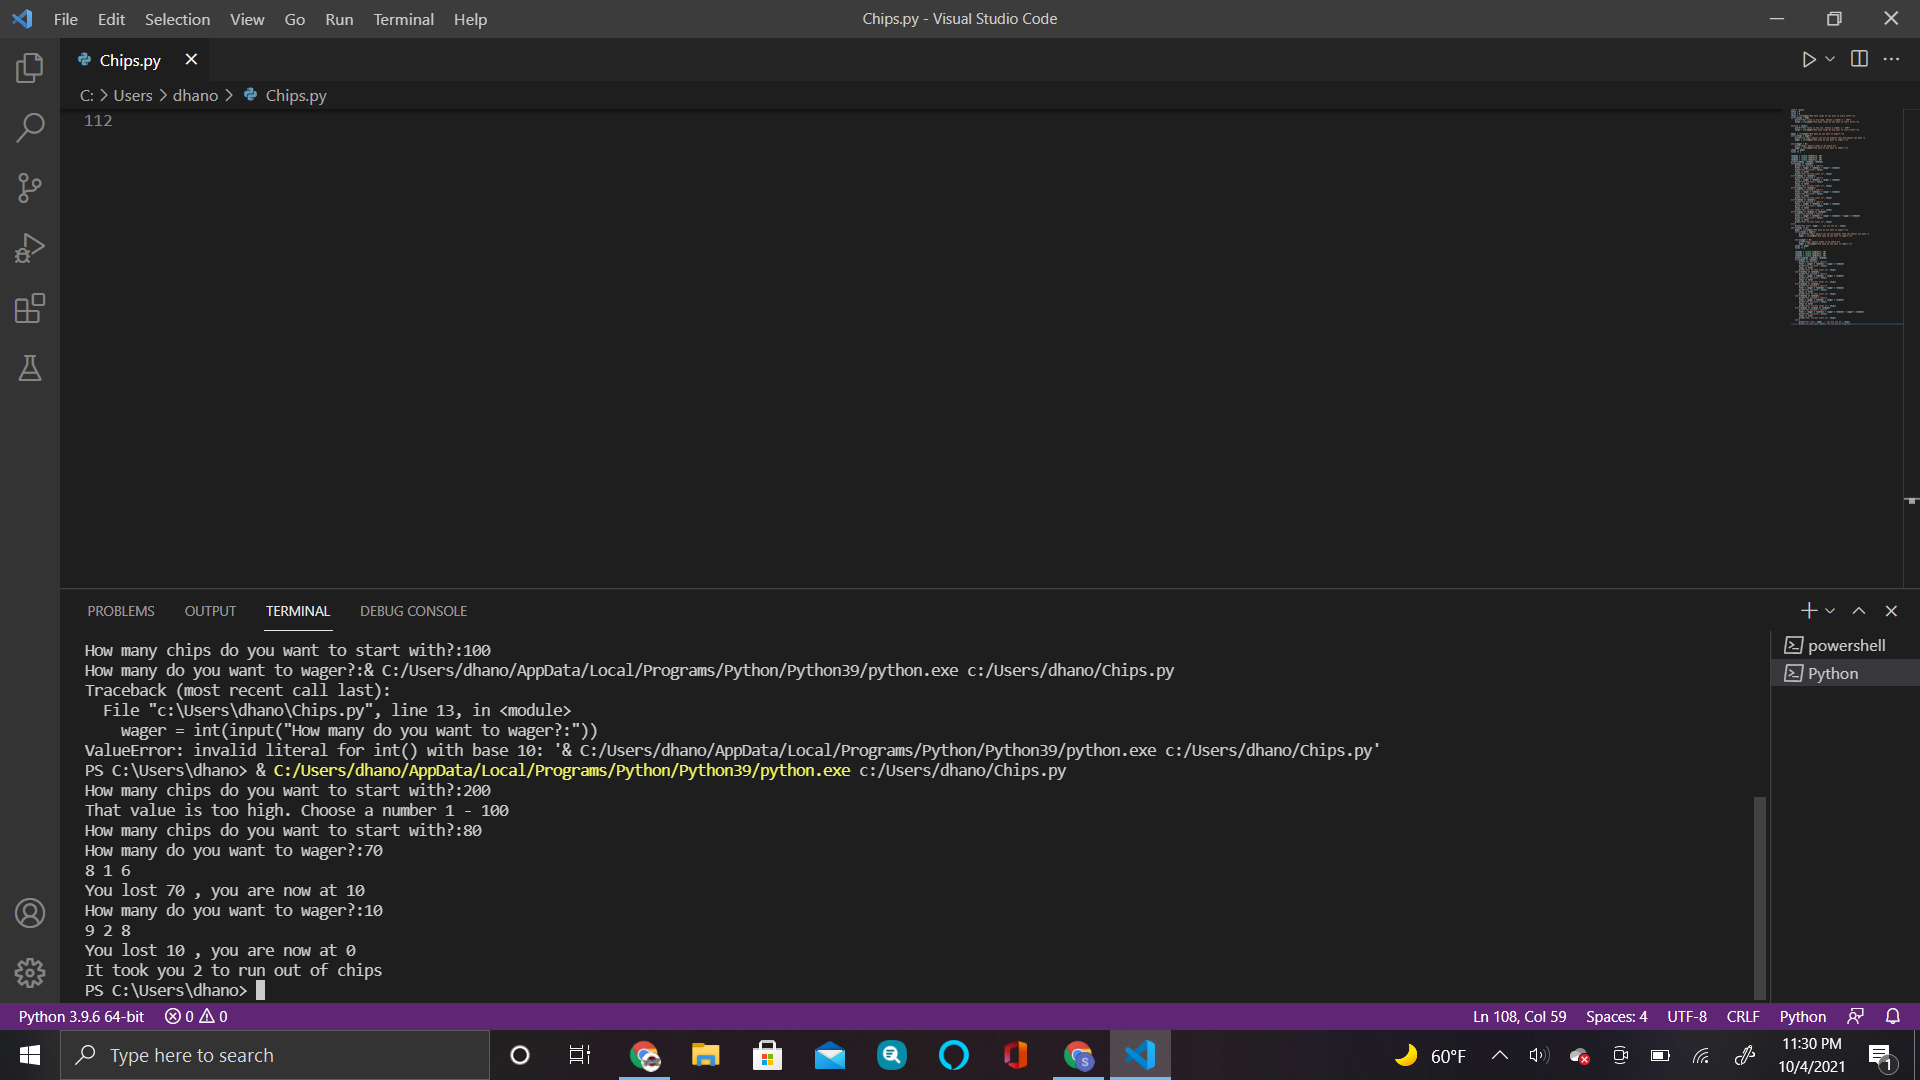 File Edit Selection View Go Run Terminal Help
Chips.py - Visual Studio Code
Chips.py
C: > Users > dhano > Chips.py
112
PROBLEMS OUTPUT TERMINAL DEBUG CONSOLE
How many chips do you want to start with?:100
How many do you want to wager?:& C:/Users/dhano/AppData/Local/Programs/Python/Python39/python.exe c:/Users/dhano/Chips.py
Traceback (most recent call last):
  File "c:\Users\dhano\Chips.py", line 13, in <module>
    wager = int(input("How many do you want to wager?:"))
ValueError: invalid literal for int() with base 10: '& C:/Users/dhano/AppData/Local/Programs/Python/Python39/python.exe c:/Users/dhano/Chips.py'
PS C:\Users\dhano> & C:/Users/dhano/AppData/Local/Programs/Python/Python39/python.exe c:/Users/dhano/Chips.py
How many chips do you want to start with?:200
That value is too high. Choose a number 1 - 100
How many chips do you want to start with?:80
How many do you want to wager?:70
8 1 6
You lost 70 , you are now at 10
How many do you want to wager?:10
9 2 8
You lost 10 , you are now at 0
It took you 2 to run out of chips
PS C:\Users\dhano>
powershell
Python
Python 3.9.6 64-bit 0 0
Ln 108, Col 59 Spaces: 4 UTF-8 CRLF Python
Type here to search
60°F
11:30 PM
10/4/2021
1